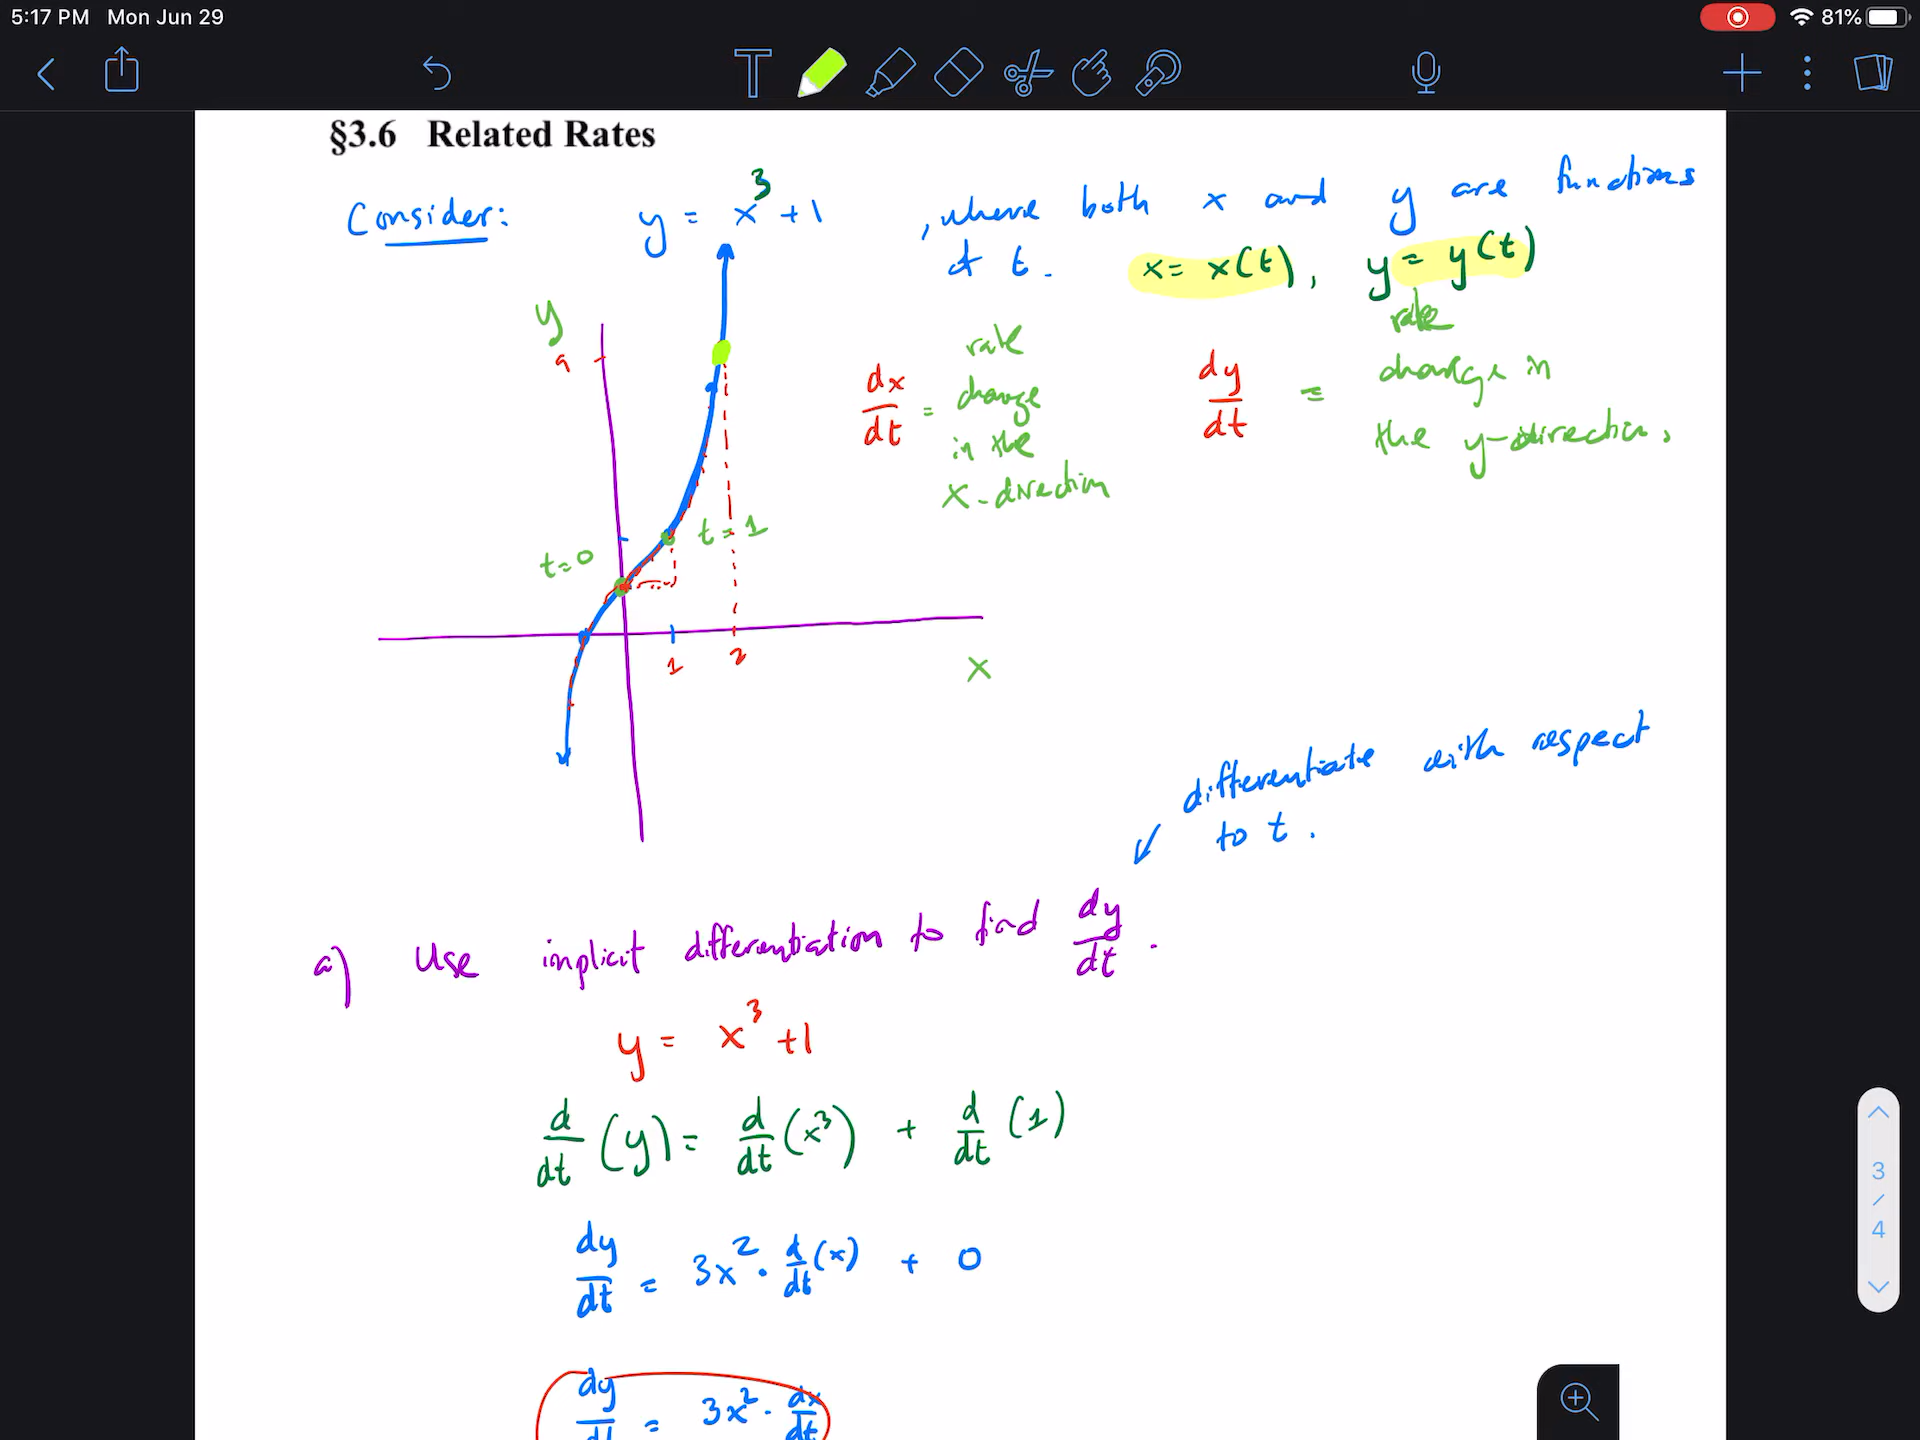 5:17 PM Mon Jun 29
81%
§3.6 Related Rates
Consider: y = x³ + 1 , where both x and y are functions
of t. x = x(t), y = y(t)
y
9
dx/dt = rate change in the x-direction
dy/dt = rate change in the y-direction.
t = 1
t = 0
1 2
x
differentiate with respect
to t.
a) Use implicit differentiation to find dy/dt.
y = x³ + 1
d/dt (y) = d/dt (x³) + d/dt (1)
dy/dt = 3x² · d/dt (x) + 0
dy/dt = 3x² · dx/dt
3
/
4